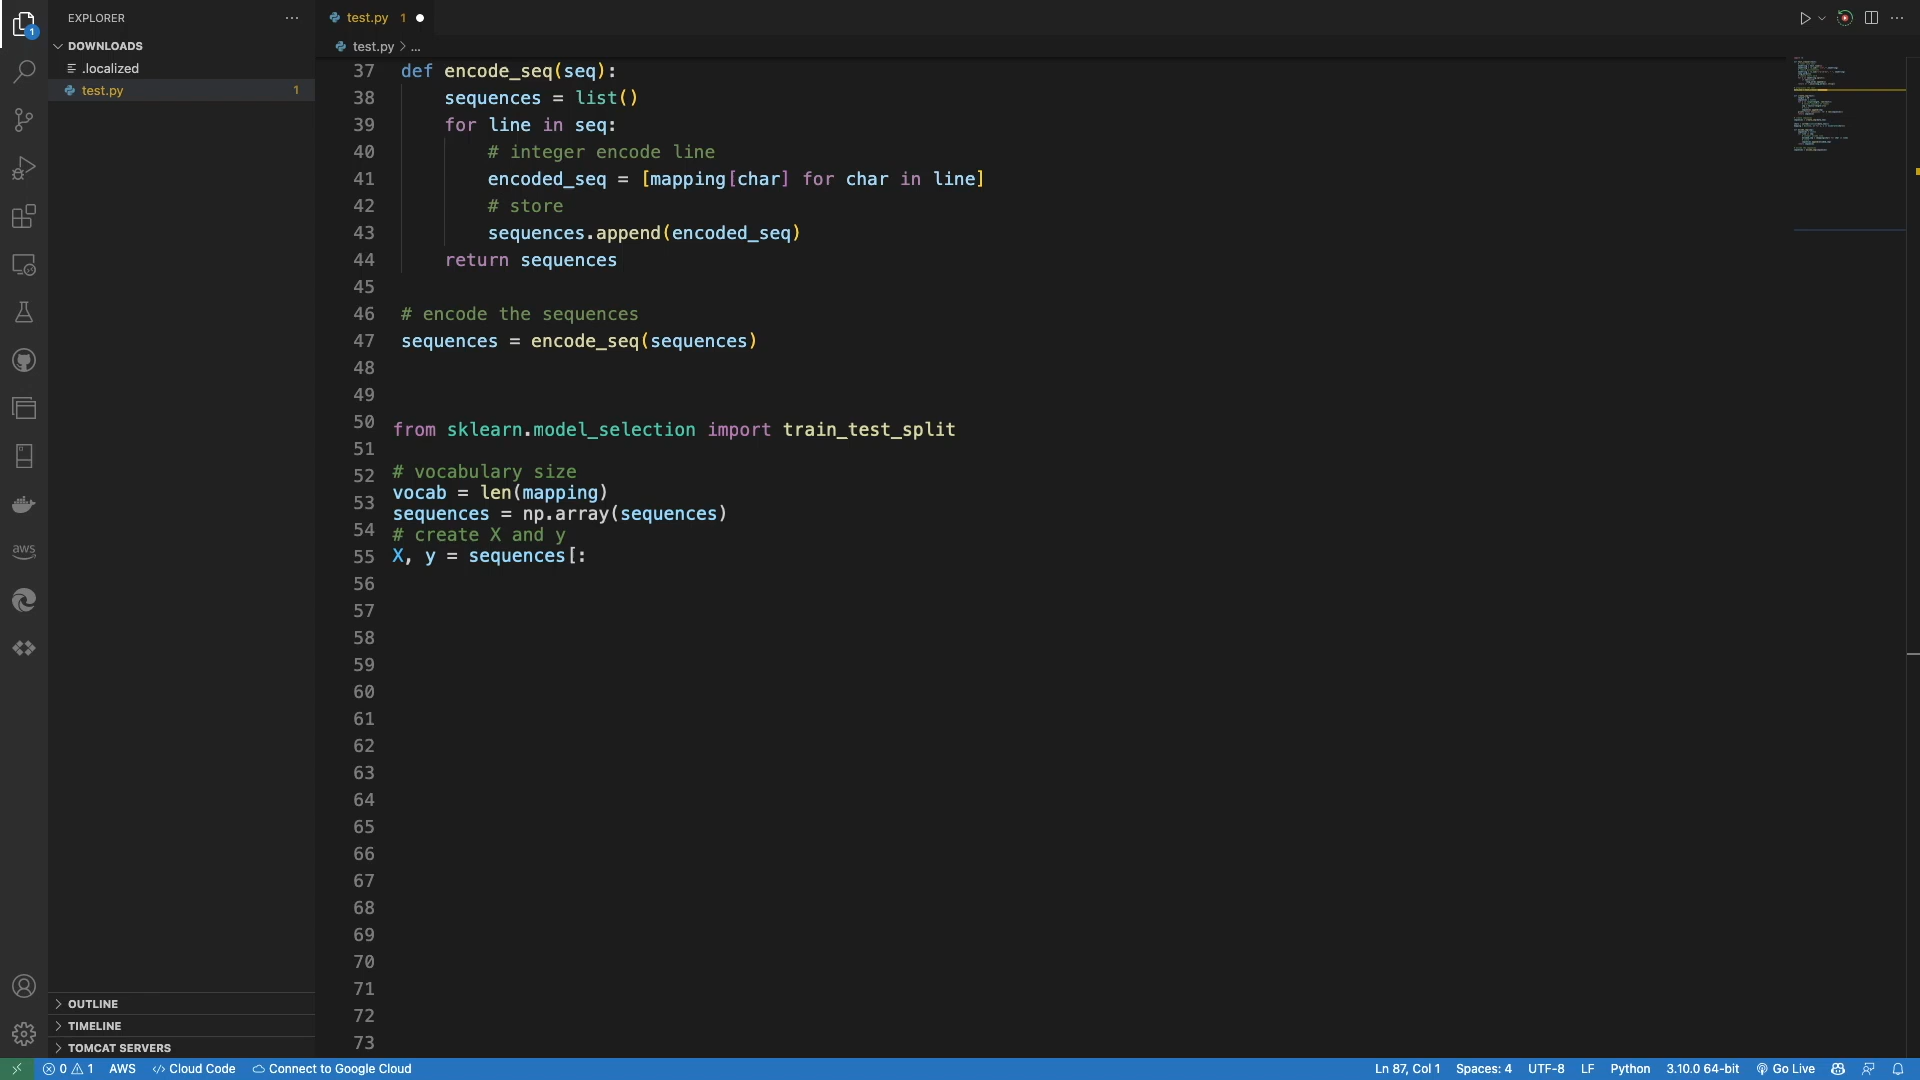 EXPLORER
test.py 1
DOWNLOADS
test.py > ...
.localized
test.py 1
1
aws
37 def encode_seq(seq):
38 sequences = list()
39 for line in seq:
40 # integer encode line
41 encoded_seq = [mapping[char] for char in line]
42 # store
43 sequences.append(encoded_seq)
44 return sequences
45
46 # encode the sequences
47 sequences = encode_seq(sequences)
48
49
50 from sklearn.model_selection import train_test_split
51
52 # vocabulary size
vocab = len(mapping)
53 sequences = np.array(sequences)
54 # create X and y
55 X, y = sequences[:
56
57
58
59
60
61
62
63
64
65
66
67
68
69
70
71
72
73
OUTLINE
TIMELINE
TOMCAT SERVERS
0 1 AWS </> Cloud Code Connect to Google Cloud Ln 87, Col 1 Spaces: 4 UTF-8 LF Python 3.10.0 64-bit Go Live